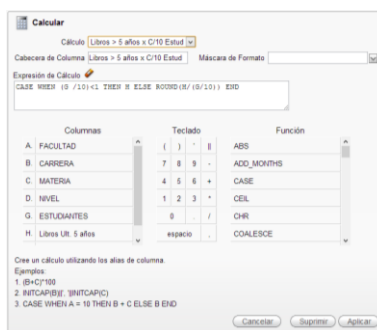 Calcular
Cálculo Libros > 5 años x C/10 Estud
Cabecera de Columna Libros > 5 años x C/10 Estud Máscara de Formato
Expresión de Cálculo
CASE WHEN (G /10)<1 THEN H ELSE ROUND(H/(G/10)) END
Columnas Teclado Función
A. FACULTAD ( ) ' || ABS
B. CARRERA 7 8 9 - ADD_MONTHS
C. MATERIA 4 5 6 + CASE
D. NIVEL 1 2 3 * CEIL
G. ESTUDIANTES 0 . / CHR
H. Libros Ult. 5 años espacio , COALESCE
Cree un cálculo utilizando los alias de columna.
Ejemplos:
1. (B+C)*100
2. INITCAP(B)||', '||INITCAP(C)
3. CASE WHEN A = 10 THEN B + C ELSE B END
Cancelar Suprimir Aplicar